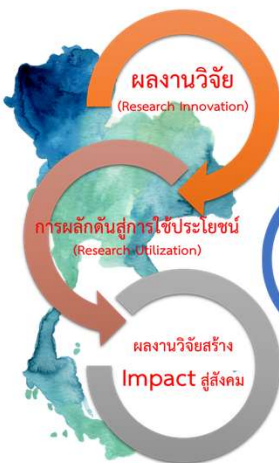 ผลงานวิจัย
(Research Innovation)
การผลักดันสู่การใช้ประโยชน์
(Research Utilization)
ผลงานวิจัยสร้าง
Impact สู่สังคม